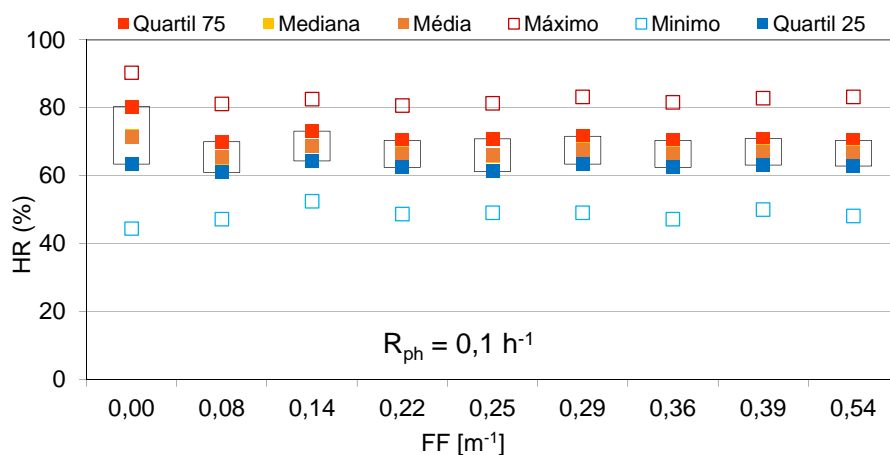 Quartil 75 Mediana Média Máximo Minimo Quartil 25
100
80
60
40
20
0
HR (%)
R_ph = 0,1 h⁻¹
0,00 0,08 0,14 0,22 0,25 0,29 0,36 0,39 0,54
FF [m⁻¹]